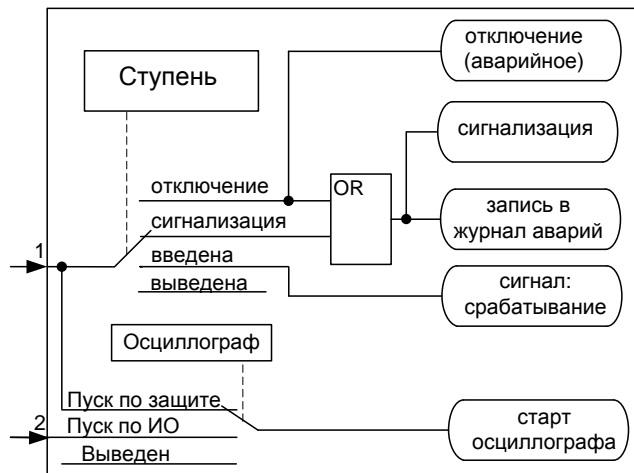 отключение
(аварийное)
Ступень
сигнализация
отключение
OR
сигнализация
запись в
журнал аварий
1
введена
выведена
сигнал:
срабатывание
Осциллограф
Пуск по защите
2
Пуск по ИО
старт
осциллографа
Выведен